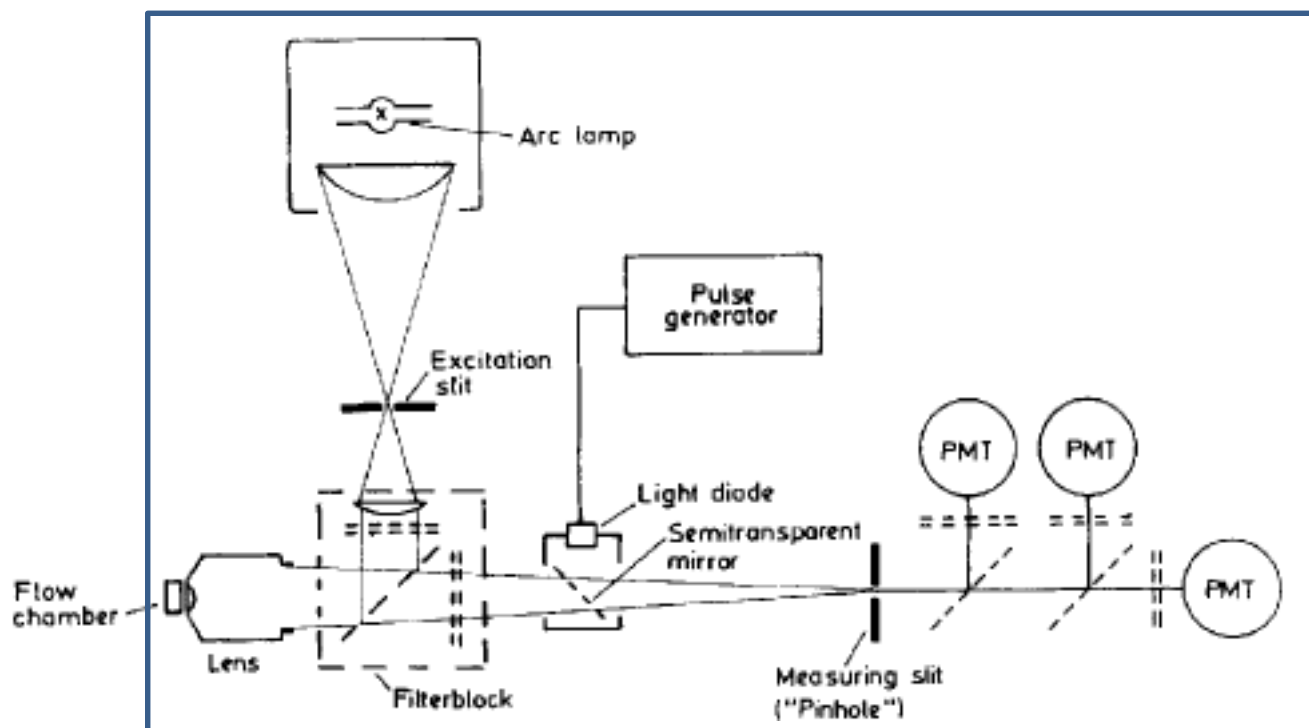 x
Arc lamp
Pulse
generator
Excitation
slit
PMT
PMT
Light diode
Semitransparent
mirror
PMT
Flow
chamber
Lens
Filterblock
Measuring slit
("Pinhole")